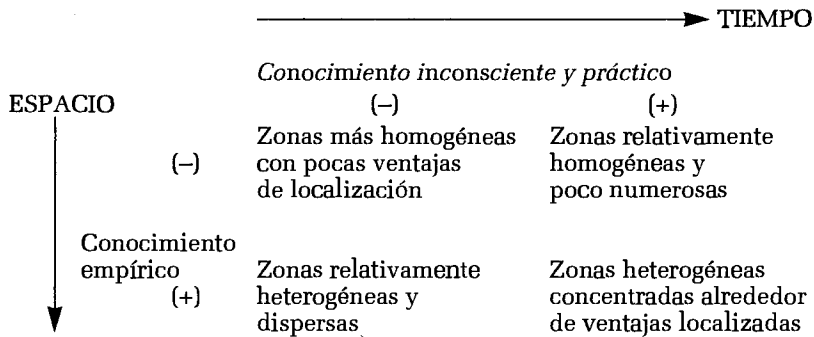 TIEMPO
Conocimiento inconsciente y práctico
ESPACIO
(–) (+)
Zonas más homogéneas Zonas relativamente
(–) con pocas ventajas homogéneas y
de localización poco numerosas
Conocimiento
empírico Zonas relativamente Zonas heterogéneas
(+) heterogéneas y concentradas alrededor
dispersas de ventajas localizadas